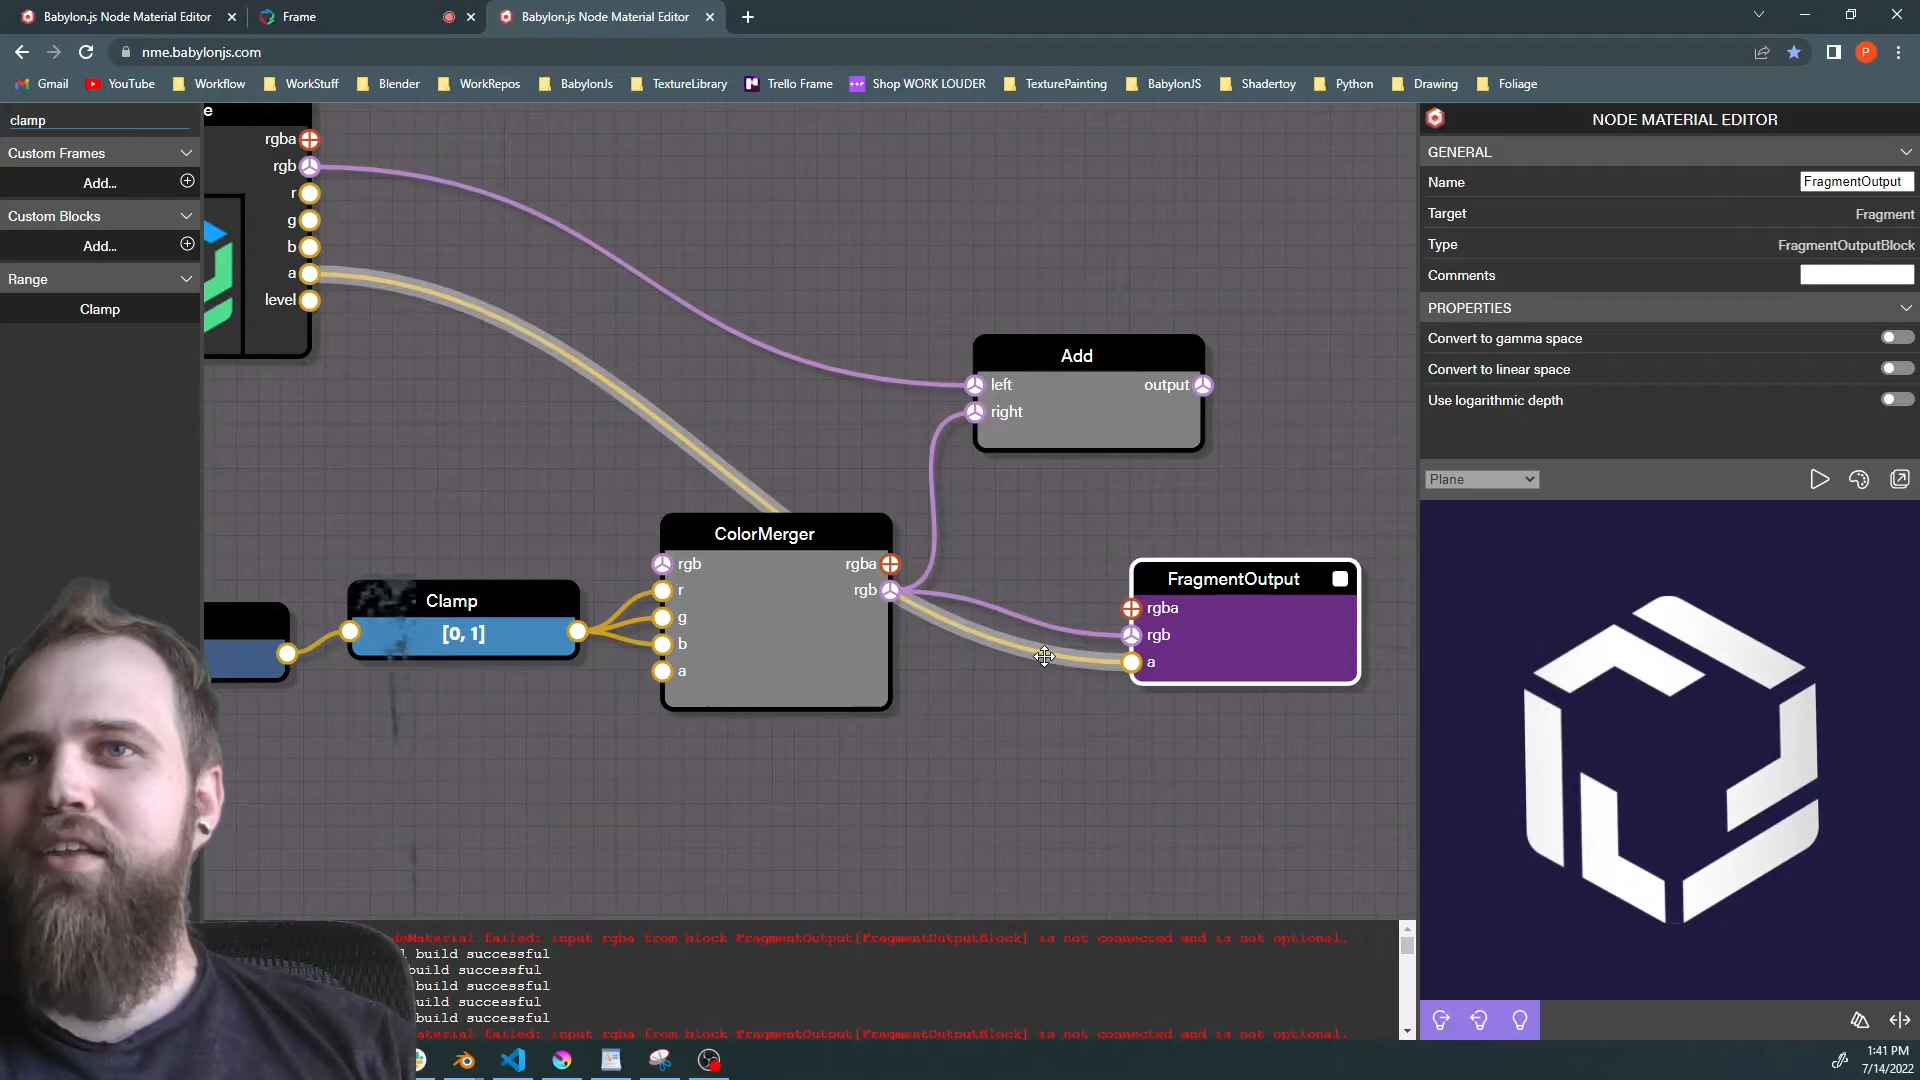 Babylon.js Node Material Editor
Frame
Babylon.js Node Material Editor
nme.babylonjs.com
P
Gmail
YouTube
Workflow
WorkStuff
Blender
WorkRepos
BabylonJs
TextureLibrary
Trello Frame
Shop WORK LOUDER
TexturePainting
BabylonJS
Shadertoy
Python
Drawing
Foliage
clamp
Custom Frames
Add...
Custom Blocks
Add...
Range
Clamp
e
rgba
rgb
r
g
b
a
level
Add
left
output
right
ColorMerger
rgb
rgba
r
rgb
g
b
a
Clamp
[0, 1]
FragmentOutput
rgba
rgb
a
deMaterial failed: input rgba from block FragmentOutput[FragmentOutputBlock] is not connected and is not optional.
build successful
build successful
build successful
uild successful
build successful
aterial failed: input rgba from block FragmentOutput[FragmentOutputBlock] is not connected and is not optional.
NODE MATERIAL EDITOR
GENERAL
Name
FragmentOutput
Target
Fragment
Type
FragmentOutputBlock
Comments
PROPERTIES
Convert to gamma space
Convert to linear space
Use logarithmic depth
Plane
1:41 PM
7/14/2022